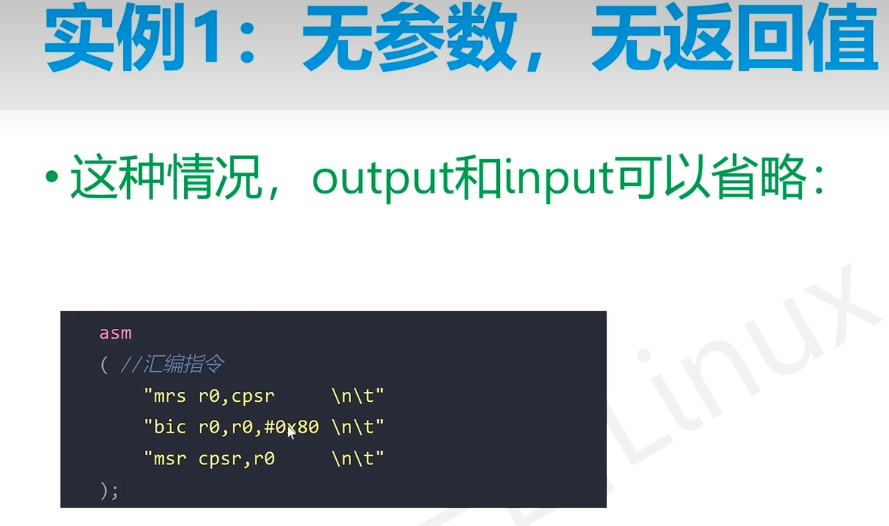 实例1：无参数，无返回值
•这种情况，output和input可以省略：
asm
( //汇编指令
"mrs r0,cpsr \n\t"
"bic r0,r0,#0x80 \n\t"
"msr cpsr,r0 \n\t"
);
Linux